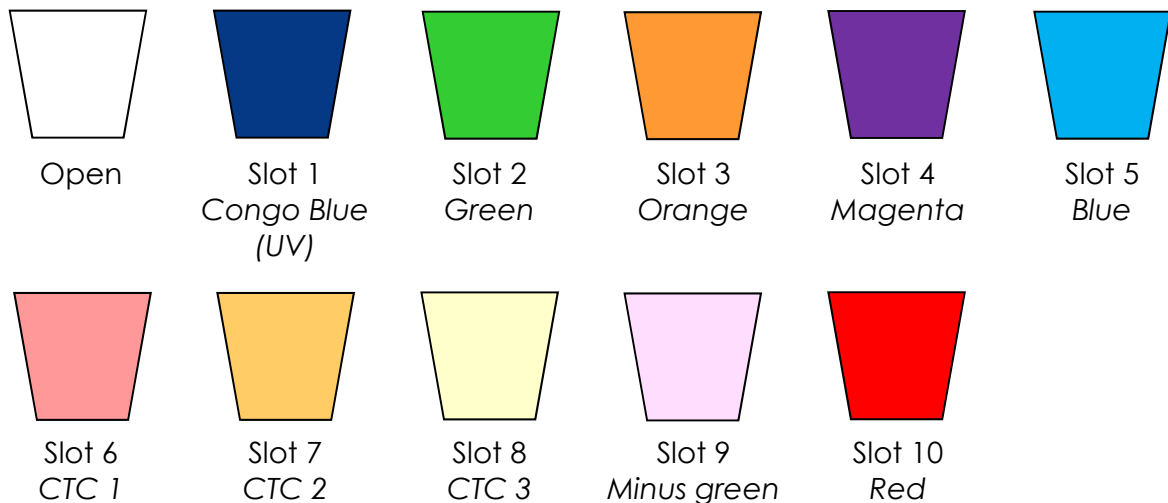 Open
Slot 1
Congo Blue
(UV)
Slot 2
Green
Slot 3
Orange
Slot 4
Magenta
Slot 5
Blue
Slot 6
CTC 1
Slot 7
CTC 2
Slot 8
CTC 3
Slot 9
Minus green
Slot 10
Red